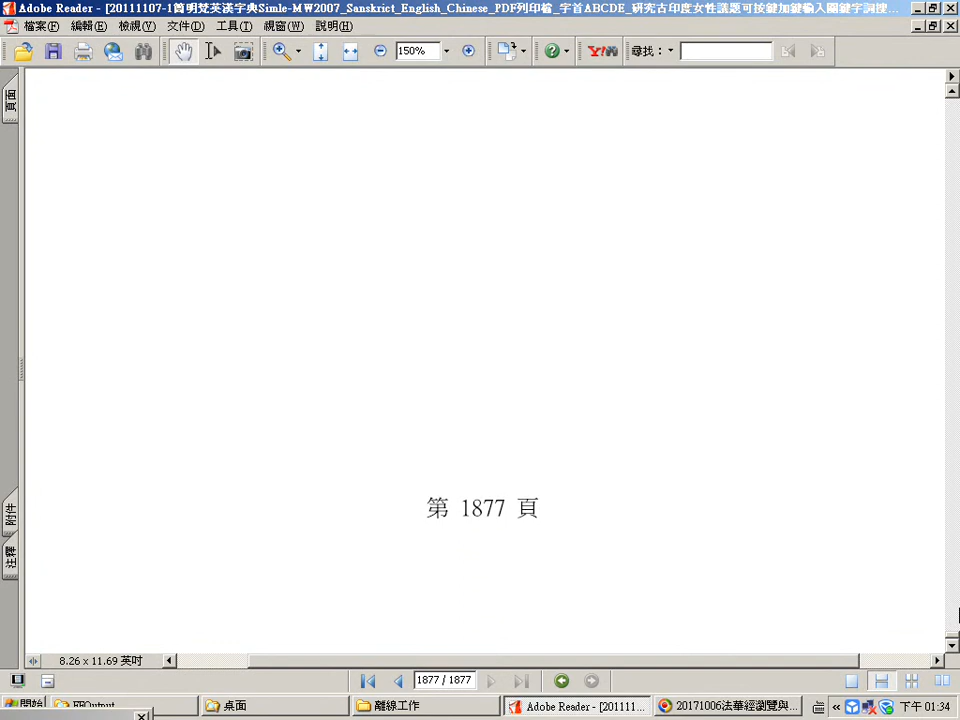 Adobe Reader - [20111107-1簡明梵英漢字典Simle-MW2007_Sanskrict_English_Chinese_PDF列印檔_字首ABCDE_研究古印度女性議題可按鍵加鍵輸入關鍵字詞搜...
檔案(F) 編輯(E) 檢視(V) 文件(D) 工具(T) 視窗(W) 說明(H)
150% Y! 尋找：
頁面
第 1877 頁
附件
注釋
8.26 x 11.69 英吋
1877 / 1877
開始 桌面 離線工作 Adobe Reader - [201111... 20171006法華經瀏覽與... « 下午 01:34